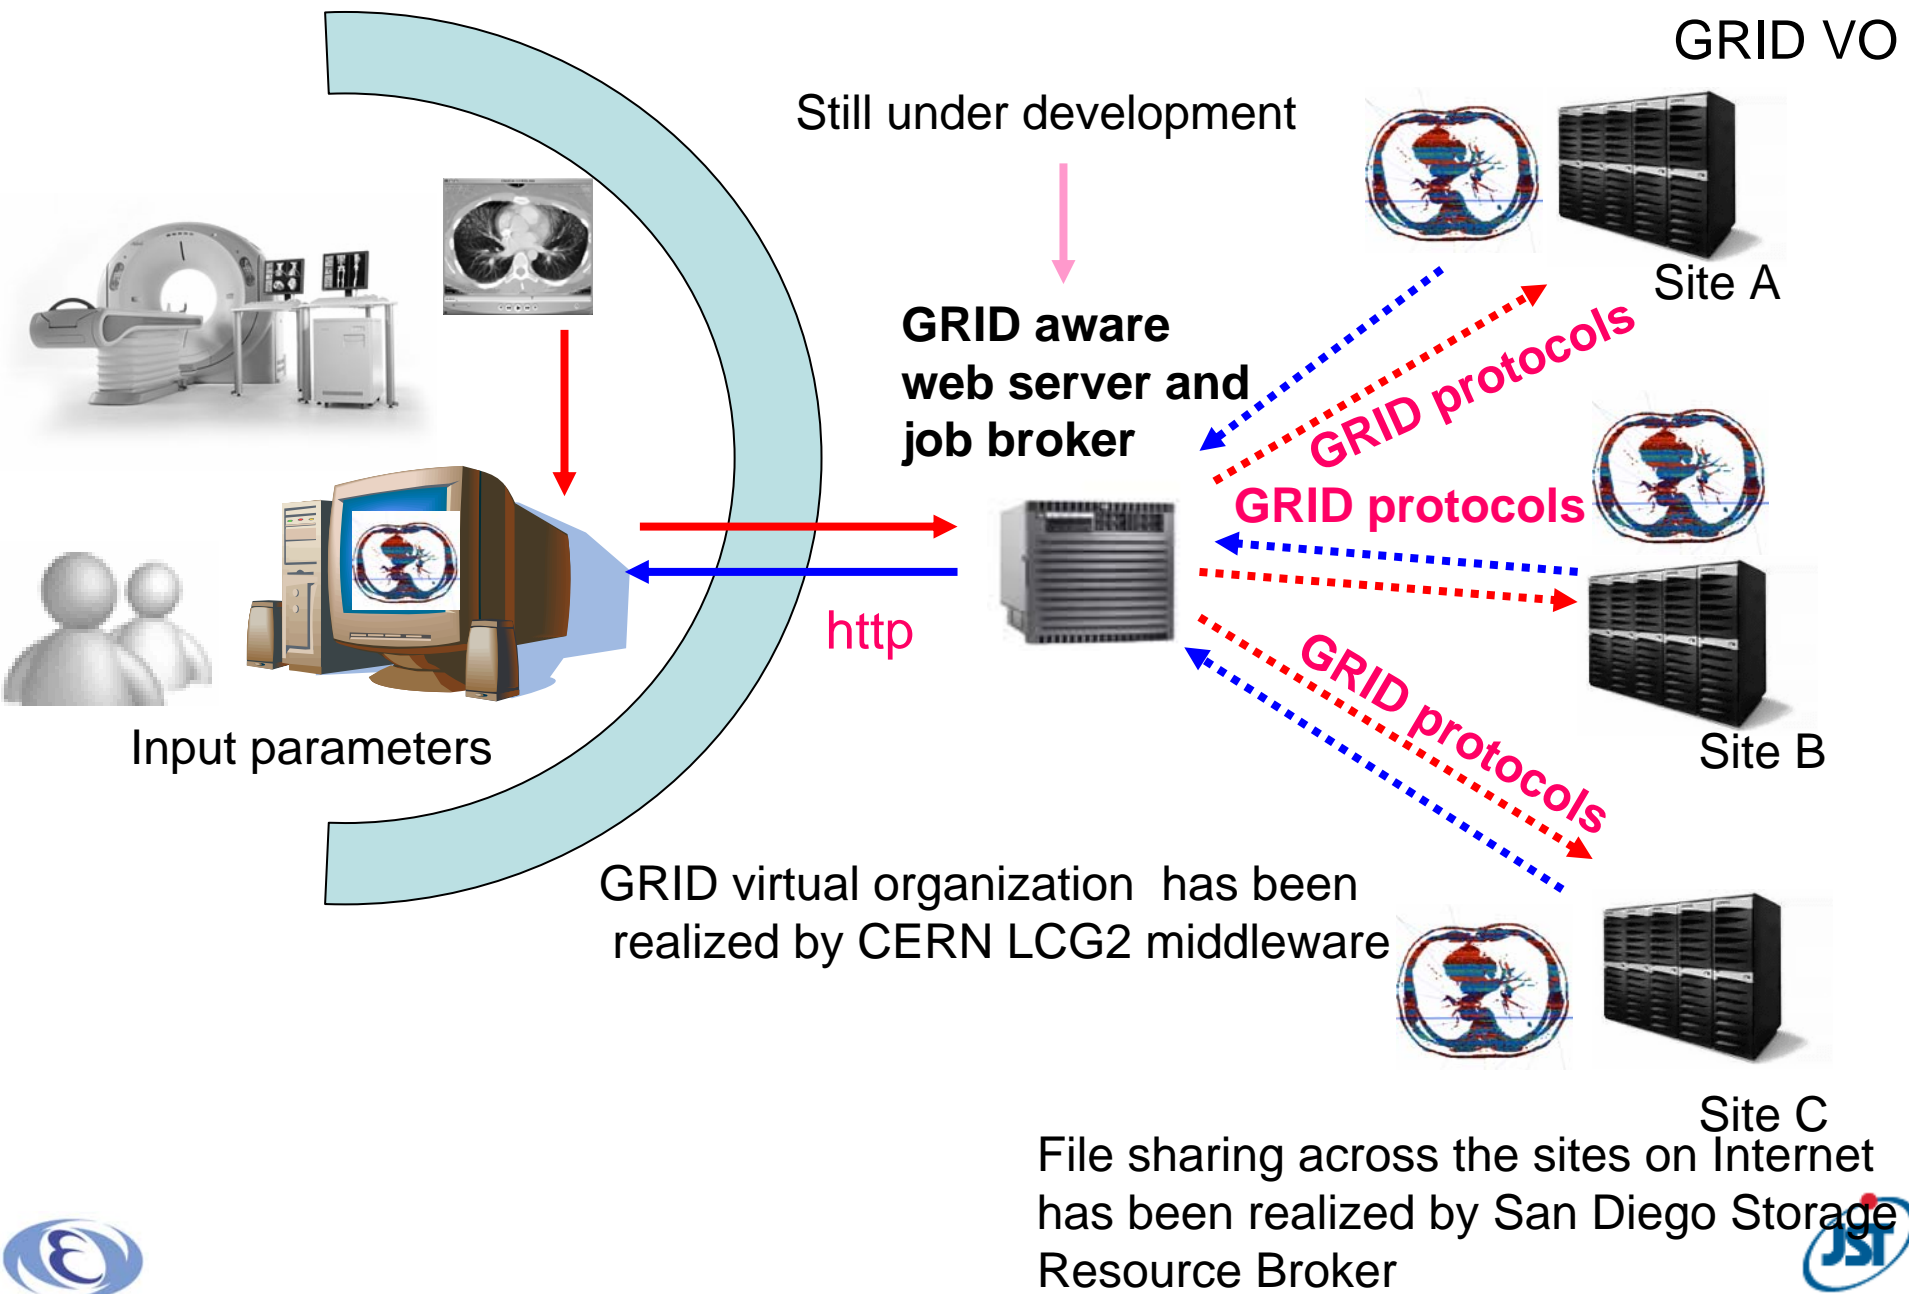 GRID VO
Still under development
GRID aware
web server and
job broker
Site A
GRID protocols
GRID protocols
http
GRID protocols
Site B
Input parameters
GRID virtual organization has been
realized by CERN LCG2 middleware
Site C
File sharing across the sites on Internet
has been realized by San Diego Storage
Resource Broker
JST